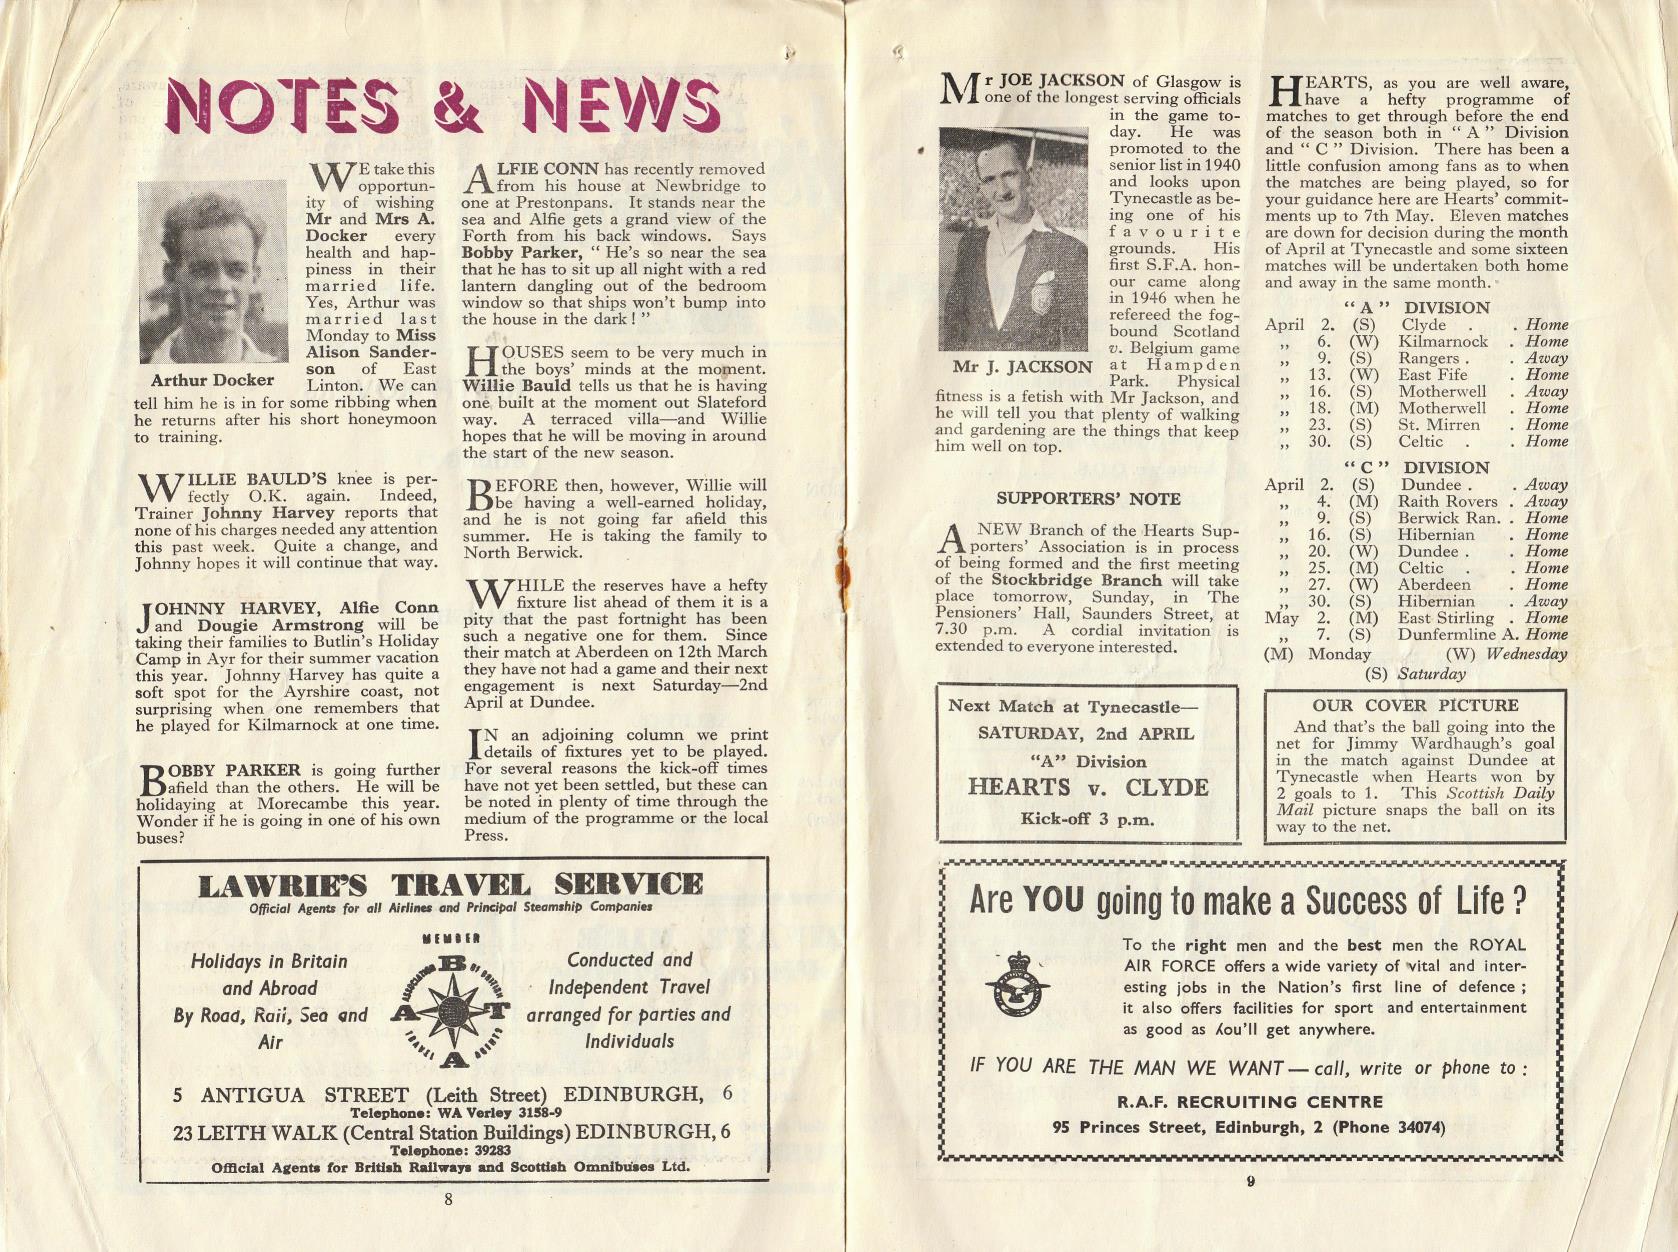 NOTES & NEWS
WE take this
opportun-
ity of wishing
Mr and Mrs A.
Docker every
health and hap-
piness in their
married life.
Yes, Arthur was
married last
Monday to Miss
Alison Sander-
son of East
Linton. We can
Arthur Docker
tell him he is in for some ribbing when
he returns after his short honeymoon
to training.
WILLIE BAULD'S knee is per-
fectly O.K. again. Indeed,
Trainer Johnny Harvey reports that
none of his charges needed any attention
this past week. Quite a change, and
Johnny hopes it will continue that way.
JOHNNY HARVEY, Alfie Conn
and Dougie Armstrong will be
taking their families to Butlin's Holiday
Camp in Ayr for their summer vacation
this year. Johnny Harvey has quite a
soft spot for the Ayrshire coast, not
surprising when one remembers that
he played for Kilmarnock at one time.
BOBBY PARKER is going further
afield than the others. He will be
holidaying at Morecambe this year.
Wonder if he is going in one of his own
buses?
ALFIE CONN has recently removed
from his house at Newbridge to
one at Prestonpans. It stands near the
sea and Alfie gets a grand view of the
Forth from his back windows. Says
Bobby Parker, " He's so near the sea
that he has to sit up all night with a red
lantern dangling out of the bedroom
window so that ships won't bump into
the house in the dark ! "
HOUSES seem to be very much in
the boys' minds at the moment.
Willie Bauld tells us that he is having
one built at the moment out Slateford
way. A terraced villa—and Willie
hopes that he will be moving in around
the start of the new season.
BEFORE then, however, Willie will
be having a well-earned holiday,
and he is not going far afield this
summer. He is taking the family to
North Berwick.
WHILE the reserves have a hefty
fixture list ahead of them it is a
pity that the past fortnight has been
such a negative one for them. Since
their match at Aberdeen on 12th March
they have not had a game and their next
engagement is next Saturday—2nd
April at Dundee.
IN an adjoining column we print
details of fixtures yet to be played.
For several reasons the kick-off times
have not yet been settled, but these can
be noted in plenty of time through the
medium of the programme or the local
Press.
LAWRIE'S TRAVEL SERVICE
Official Agents for all Airlines and Principal Steamship Companies
Holidays in Britain
and Abroad
By Road, Rail, Sea and
Air
MEMBER
ASSOCIATION OF BRITISH
TRAVEL AGENTS
A B T A
Conducted and
Independent Travel
arranged for parties and
Individuals
5 ANTIGUA STREET (Leith Street) EDINBURGH, 6
Telephone: WA Verley 3158-9
23 LEITH WALK (Central Station Buildings) EDINBURGH, 6
Telephone: 39283
Official Agents for British Railways and Scottish Omnibuses Ltd.
8
Mr JOE JACKSON of Glasgow is
one of the longest serving officials
in the game to-
day. He was
promoted to the
senior list in 1940
and looks upon
Tynecastle as be-
ing one of his
favourite
grounds. His
first S.F.A. hon-
our came along
in 1946 when he
refereed the fog-
bound Scotland
v. Belgium game
at Hampden
Park. Physical
Mr J. JACKSON
fitness is a fetish with Mr Jackson, and
he will tell you that plenty of walking
and gardening are the things that keep
him well on top.
SUPPORTERS' NOTE
A NEW Branch of the Hearts Sup-
porters' Association is in process
of being formed and the first meeting
of the Stockbridge Branch will take
place tomorrow, Sunday, in The
Pensioners' Hall, Saunders Street, at
7.30 p.m. A cordial invitation is
extended to everyone interested.
Next Match at Tynecastle—
SATURDAY, 2nd APRIL
"A" Division
HEARTS v. CLYDE
Kick-off 3 p.m.
HEARTS, as you are well aware,
have a hefty programme of
matches to get through before the end
of the season both in " A " Division
and " C " Division. There has been a
little confusion among fans as to when
the matches are being played, so for
your guidance here are Hearts' commit-
ments up to 7th May. Eleven matches
are down for decision during the month
of April at Tynecastle and some sixteen
matches will be undertaken both home
and away in the same month.
" A " DIVISION
April 2. (S) Clyde . . Home
,, 6. (W) Kilmarnock . Home
,, 9. (S) Rangers . . Away
,, 13. (W) East Fife . Home
,, 16. (S) Motherwell . Away
,, 18. (M) Motherwell . Home
,, 23. (S) St. Mirren . Home
,, 30. (S) Celtic . . Home
" C " DIVISION
April 2. (S) Dundee . . Away
,, 4. (M) Raith Rovers . Away
,, 9. (S) Berwick Ran. . Home
,, 16. (S) Hibernian . Home
,, 20. (W) Dundee . . Home
,, 25. (M) Celtic . . Home
,, 27. (W) Aberdeen . Home
,, 30. (S) Hibernian . Away
May 2. (M) East Stirling . Home
,, 7. (S) Dunfermline A. Home
(M) Monday (W) Wednesday
(S) Saturday
OUR COVER PICTURE
And that's the ball going into the
net for Jimmy Wardhaugh's goal
in the match against Dundee at
Tynecastle when Hearts won by
2 goals to 1. This Scottish Daily
Mail picture snaps the ball on its
way to the net.
Are YOU going to make a Success of Life ?
To the right men and the best men the ROYAL
AIR FORCE offers a wide variety of vital and inter-
esting jobs in the Nation's first line of defence ;
it also offers facilities for sport and entertainment
as good as you'll get anywhere.
IF YOU ARE THE MAN WE WANT — call, write or phone to :
R.A.F. RECRUITING CENTRE
95 Princes Street, Edinburgh, 2 (Phone 34074)
9